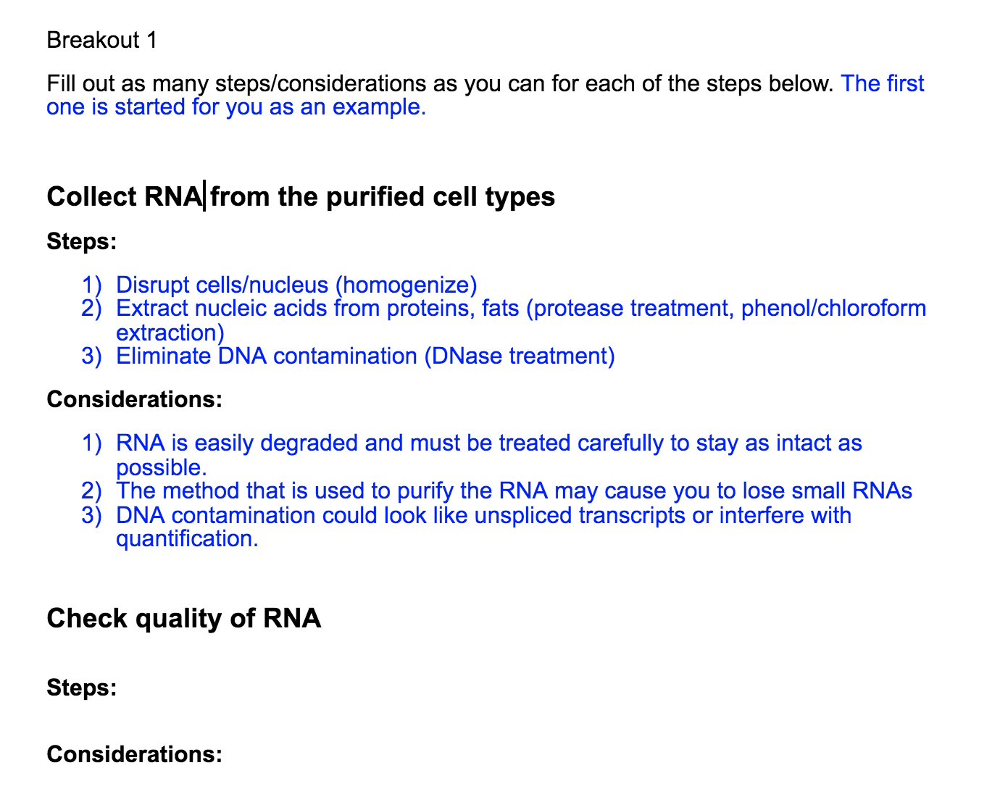 Breakout 1
Fill out as many steps/considerations as you can for each of the steps below. The first
one is started for you as an example.
Collect RNA from the purified cell types
Steps:
1) Disrupt cells/nucleus (homogenize)
2) Extract nucleic acids from proteins, fats (protease treatment, phenol/chloroform
extraction)
3) Eliminate DNA contamination (DNase treatment)
Considerations:
1) RNA is easily degraded and must be treated carefully to stay as intact as
possible.
2) The method that is used to purify the RNA may cause you to lose small RNAs
3) DNA contamination could look like unspliced transcripts or interfere with
quantification.
Check quality of RNA
Steps:
Considerations: